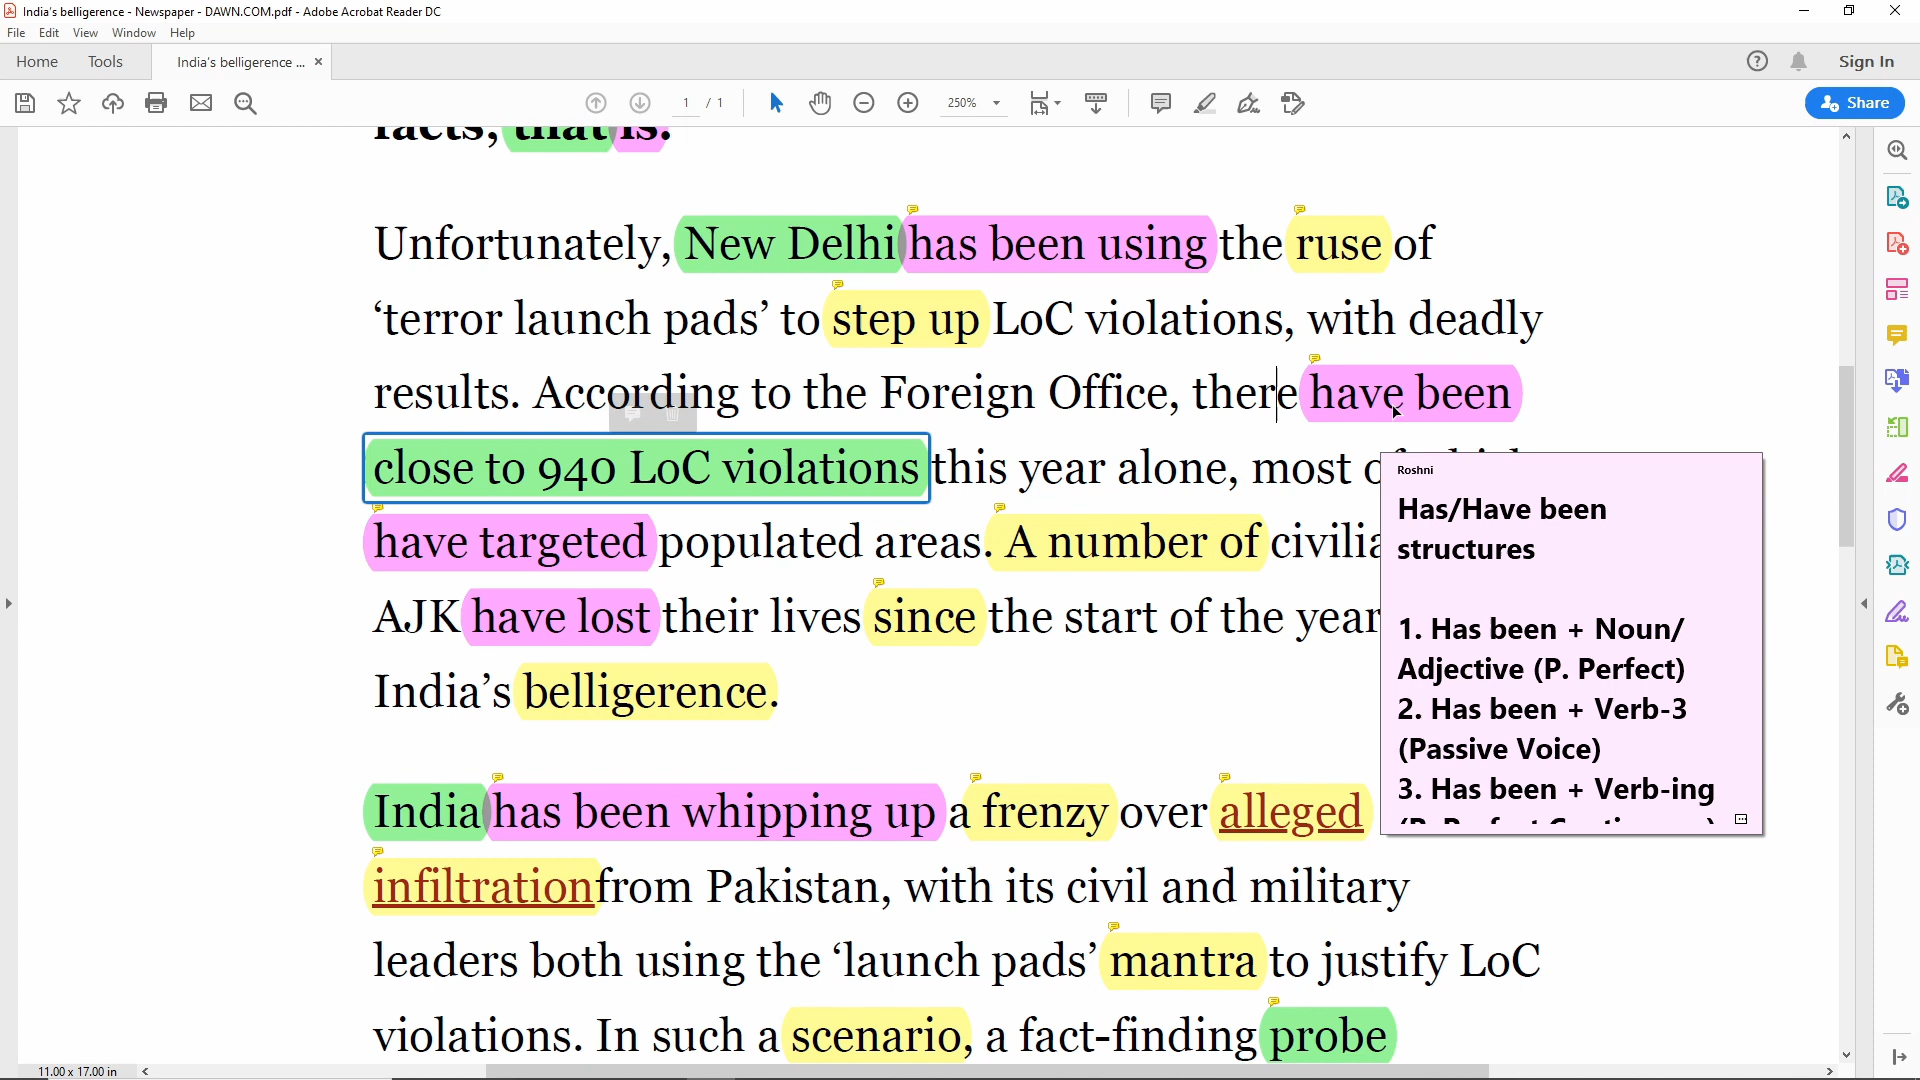 India's belligerence - Newspaper - DAWN.COM.pdf - Adobe Acrobat Reader DC
File Edit View Window Help
Home Tools India's belligerence ... × Sign In
1 / 1 250% Share
facts, that is.
Unfortunately, New Delhi has been using the ruse of
‘terror launch pads’ to step up LoC violations, with deadly
results. According to the Foreign Office, there have been
close to 940 LoC violations this year alone, most
have targeted populated areas. A number of
AJK have lost their lives since the start of the year
India’s belligerence.
India has been whipping up a frenzy over alleged
infiltration from Pakistan, with its civil and military
leaders both using the ‘launch pads’ mantra to justify LoC
violations. In such a scenario, a fact-finding probe
Roshni
Has/Have been
structures
1. Has been + Noun/
Adjective (P. Perfect)
2. Has been + Verb-3
(Passive Voice)
3. Has been + Verb-ing
11.00 x 17.00 in